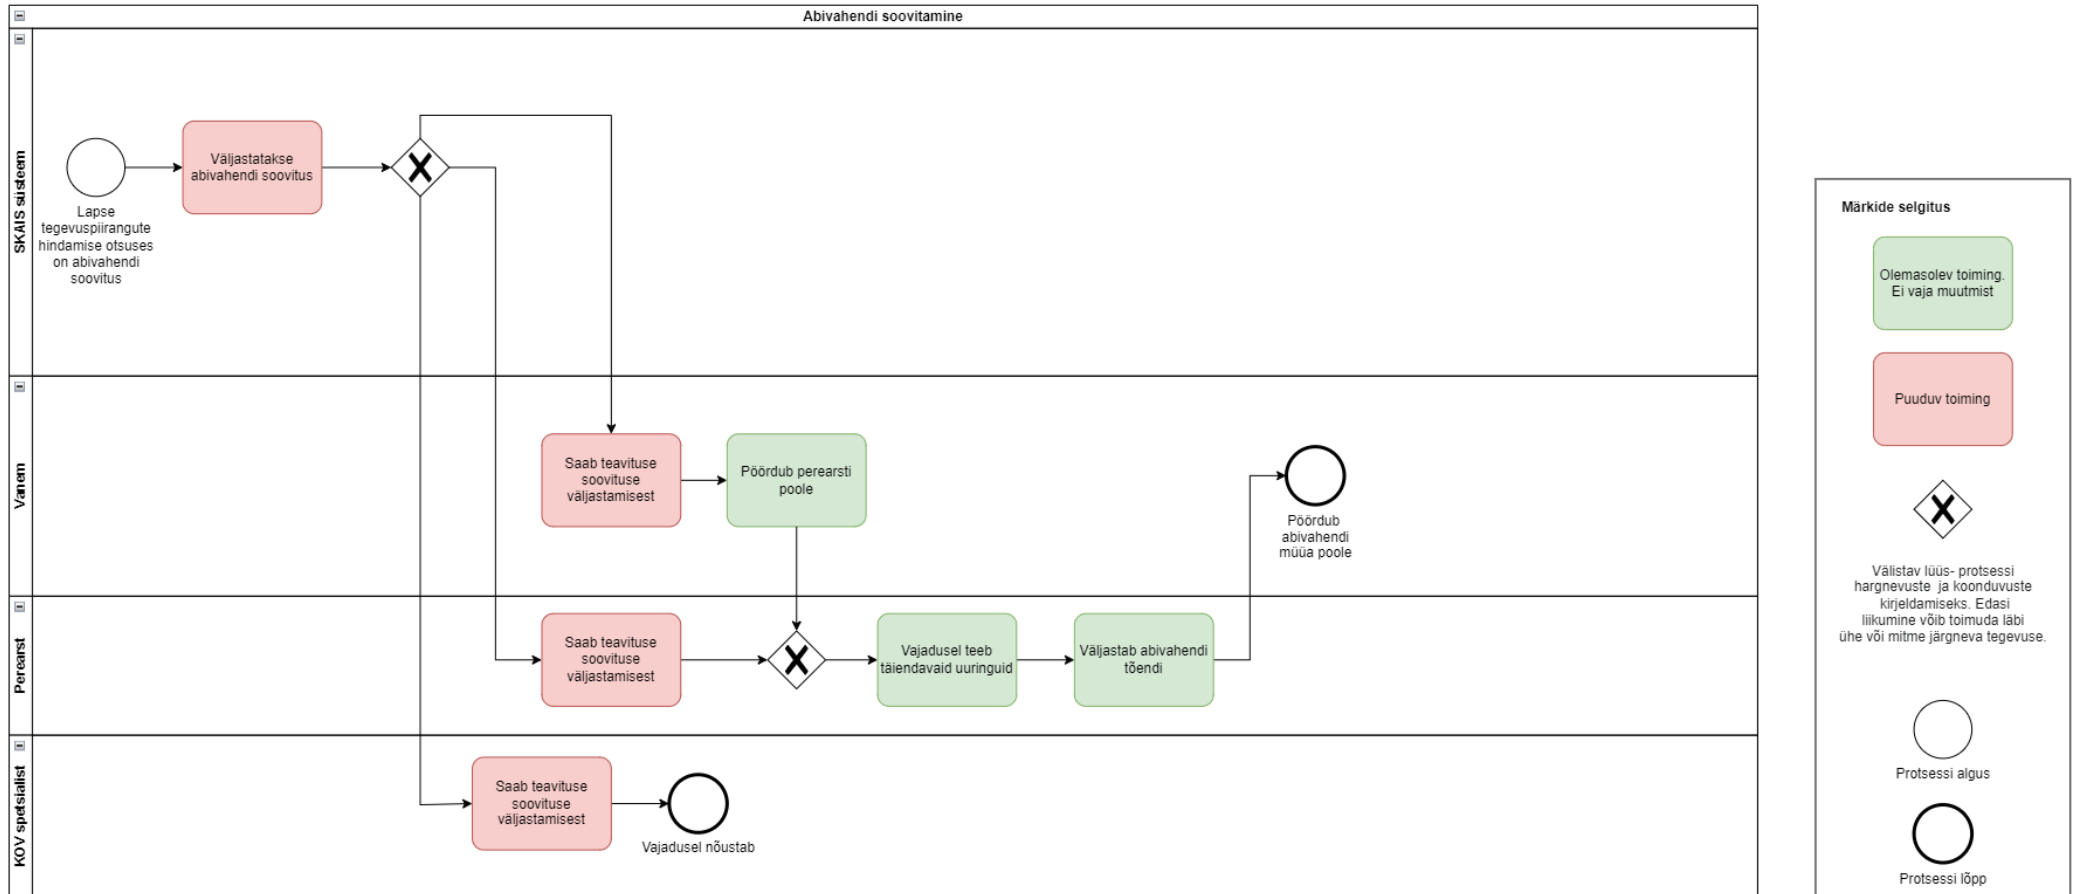 Abivahendi soovitamine
SKAIS süsteem
Lapse
tegevuspiirangute
hindamise otsuses
on abivahendi
soovitus
Väljastatakse
abivahendi soovitus
Vanem
Saab teavituse
soovituse
väljastamisest
Pöördub perearsti
poole
Pöördub
abivahendi
müüa poole
Perearst
Saab teavituse
soovituse
väljastamisest
Vajadusel teeb
täiendavaid uuringuid
Väljastab abivahendi
tõendi
KOV spetsialist
Saab teavituse
soovituse
väljastamisest
Vajadusel nõustab
Märkide selgitus
Olemasolev toiming.
Ei vaja muutmist
Puuduv toiming
Välistav lüüs- protsessi
hargnevuste ja koonduvuste
kirjeldamiseks. Edasi
liikumine võib toimuda läbi
ühe või mitme järgneva tegevuse.
Protsessi algus
Protsessi lõpp